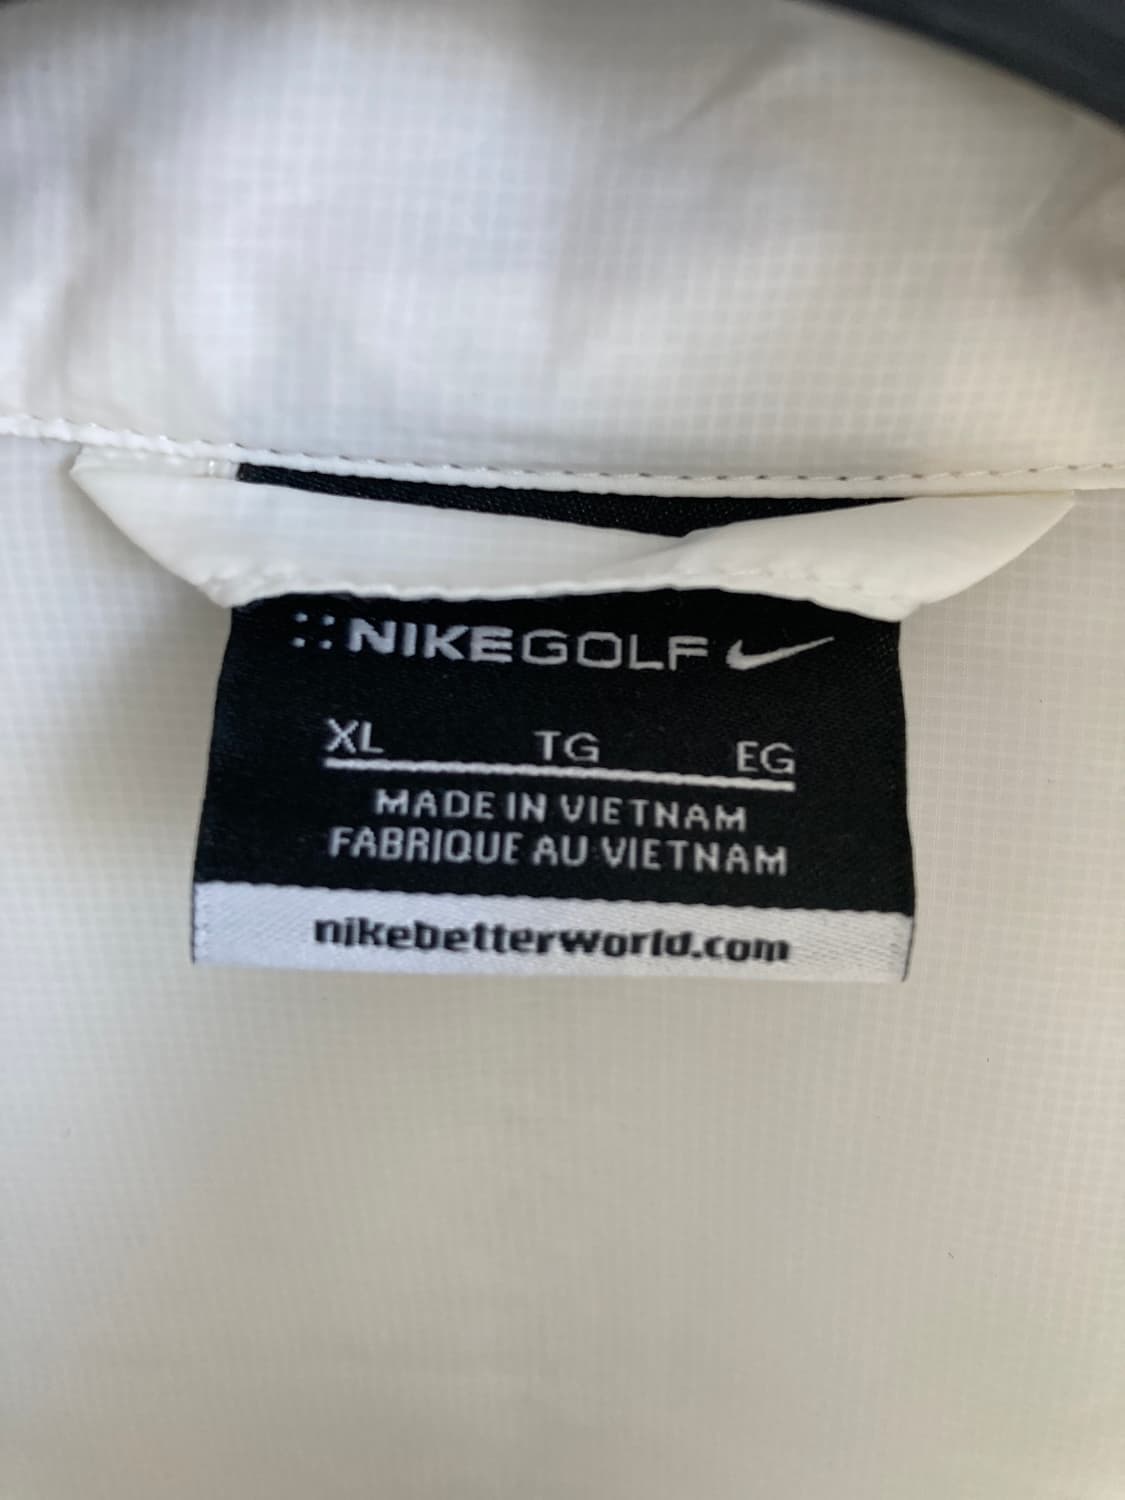 NIKEGOLF
XL TG EG
MADE IN VIETNAM
FABRIQUE AU VIETNAM
nikebetterworld.com